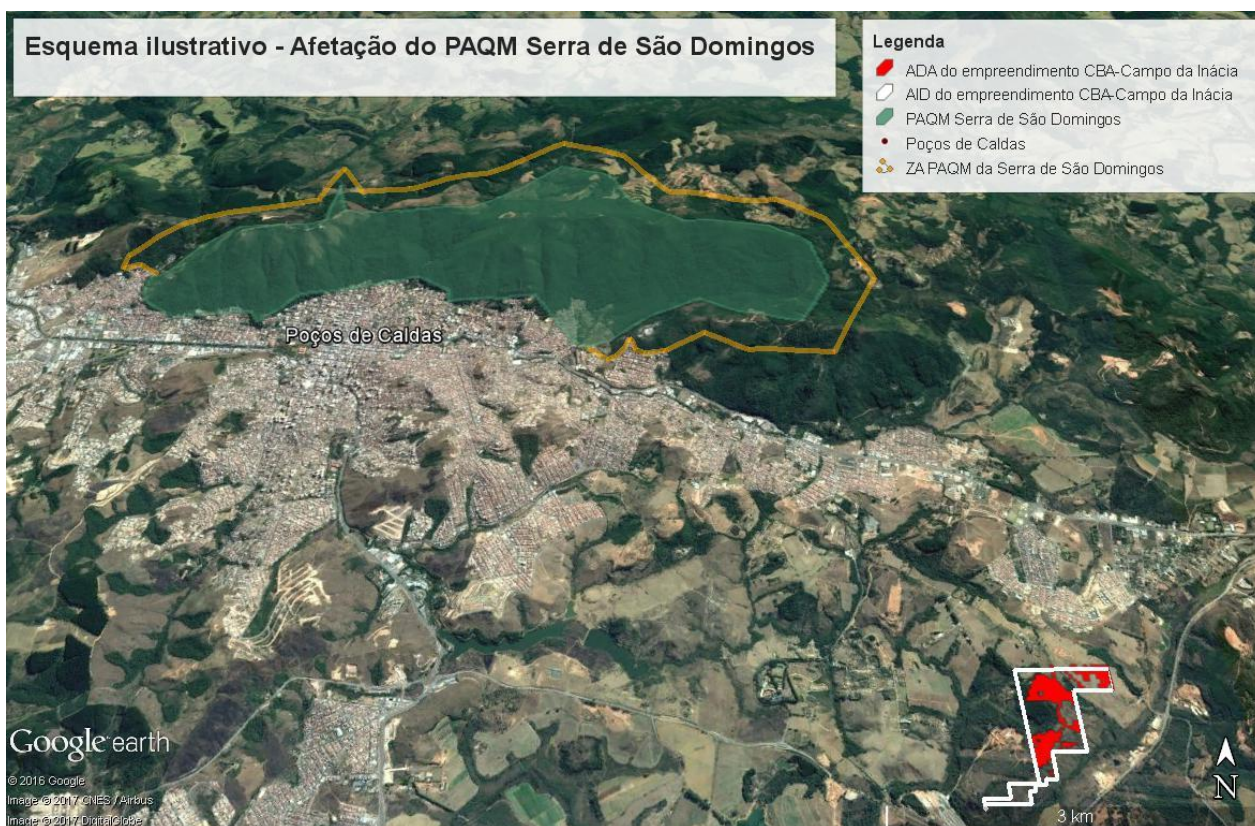 Esquema ilustrativo - Afetação do PAQM Serra de São Domingos
Legenda
ADA do empreendimento CBA-Campo da Inácia
AID do empreendimento CBA-Campo da Inácia
PAQM Serra de São Domingos
Poços de Caldas
ZA PAQM da Serra de São Domingos
Poços de Caldas
Google earth
© 2016 Google
Image © 2017 CNES / Airbus
Image © 2017 DigitalGlobe
3 km
N